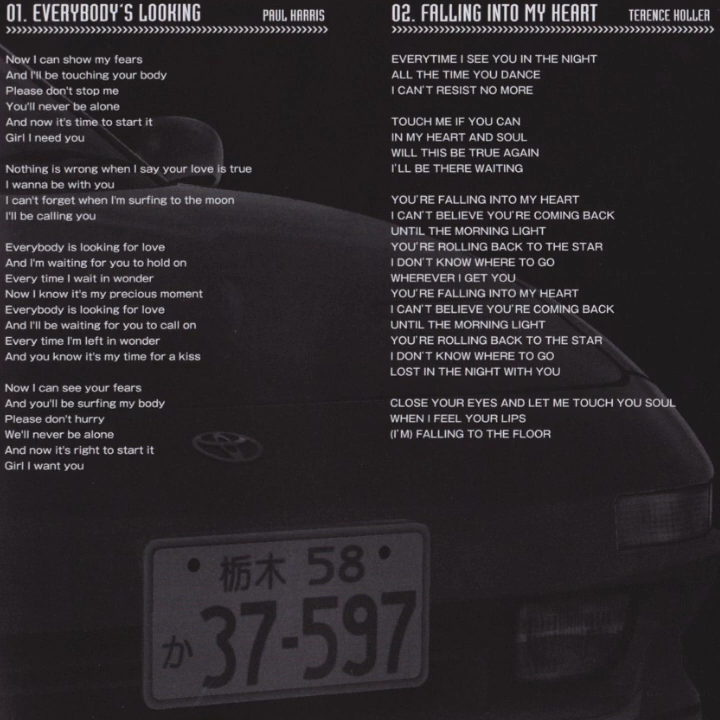 01. EVERYBODY'S LOOKING
PAUL HARRIS
Now I can show my fears
And I'll be touching your body
Please don't stop me
You'll never be alone
And now it's time to start it
Girl I need you
Nothing is wrong when I say your love is true
I wanna be with you
I can't forget when I'm surfing to the moon
I'll be calling you
Everybody is looking for love
And I'm waiting for you to hold on
Every time I wait in wonder
Now I know it's my precious moment
Everybody is looking for love
And I'll be waiting for you to call on
Every time I'm left in wonder
And you know it's my time for a kiss
Now I can see your fears
And you'll be surfing my body
Please don't hurry
We'll never be alone
And now it's right to start it
Girl I want you
02. FALLING INTO MY HEART
TERENCE HOLLER
EVERYTIME I SEE YOU IN THE NIGHT
ALL THE TIME YOU DANCE
I CAN'T RESIST NO MORE
TOUCH ME IF YOU CAN
IN MY HEART AND SOUL
WILL THIS BE TRUE AGAIN
I'LL BE THERE WAITING
YOU'RE FALLING INTO MY HEART
I CAN'T BELIEVE YOU'RE COMING BACK
UNTIL THE MORNING LIGHT
YOU'RE ROLLING BACK TO THE STAR
I DON'T KNOW WHERE TO GO
WHEREVER I GET YOU
YOU'RE FALLING INTO MY HEART
I CAN'T BELIEVE YOU'RE COMING BACK
UNTIL THE MORNING LIGHT
YOU'RE ROLLING BACK TO THE STAR
I DON'T KNOW WHERE TO GO
LOST IN THE NIGHT WITH YOU
CLOSE YOUR EYES AND LET ME TOUCH YOU SOUL
WHEN I FEEL YOUR LIPS
(I'M) FALLING TO THE FLOOR
栃木 58
か 37-597